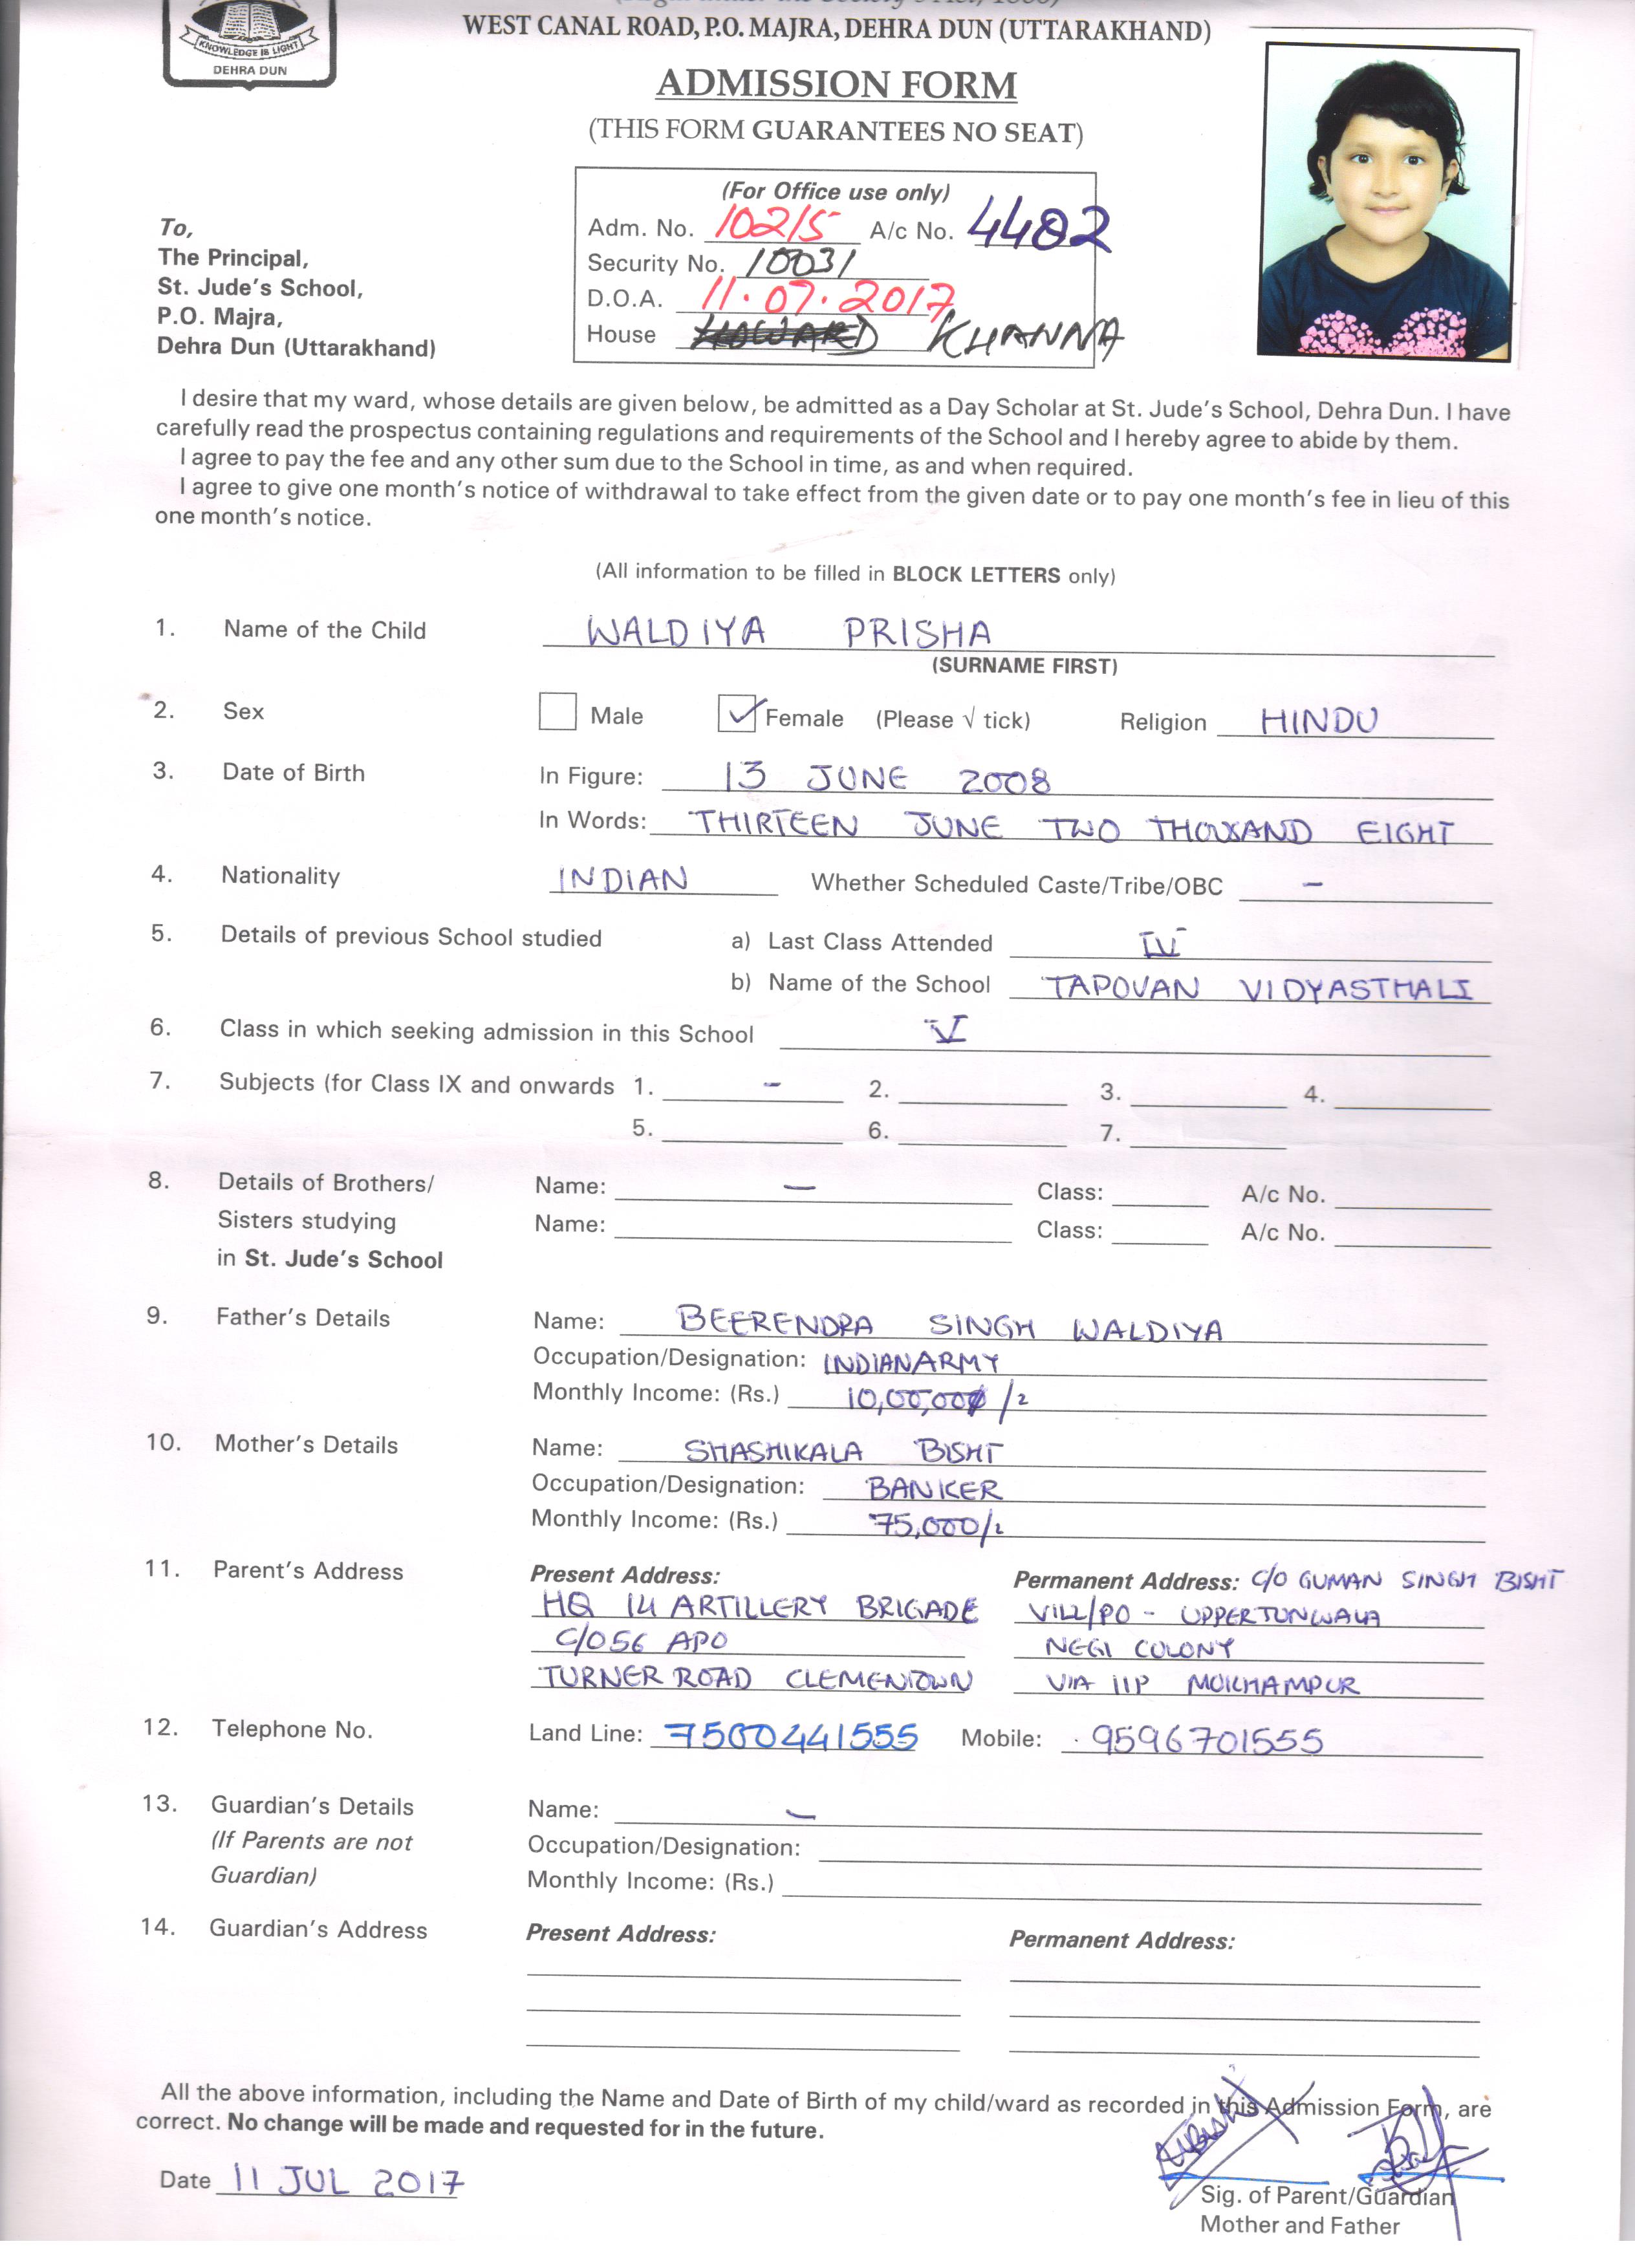 KNOWLEDGE IS LIGHT
DEHRA DUN
WEST CANAL ROAD, P.O. MAJRA, DEHRA DUN (UTTARAKHAND)
ADMISSION FORM
(THIS FORM GUARANTEES NO SEAT)
(For Office use only)
Adm. No. 10215 A/c No. 4482
Security No. 10031
D.O.A. 11.07.2017
House HOWARD KHANNA
To,
The Principal,
St. Jude's School,
P.O. Majra,
Dehra Dun (Uttarakhand)
I desire that my ward, whose details are given below, be admitted as a Day Scholar at St. Jude's School, Dehra Dun. I have
carefully read the prospectus containing regulations and requirements of the School and I hereby agree to abide by them.
I agree to pay the fee and any other sum due to the School in time, as and when required.
I agree to give one month's notice of withdrawal to take effect from the given date or to pay one month's fee in lieu of this
one month's notice.
(All information to be filled in BLOCK LETTERS only)
1. Name of the Child WALDIYA PRISHA
(SURNAME FIRST)
2. Sex Male ✓ Female (Please √ tick) Religion HINDU
3. Date of Birth In Figure: 13 JUNE 2008
In Words: THIRTEEN JUNE TWO THOUSAND EIGHT
4. Nationality INDIAN Whether Scheduled Caste/Tribe/OBC -
5. Details of previous School studied a) Last Class Attended IV
b) Name of the School TAPOVAN VIDYASTHALI
6. Class in which seeking admission in this School V
7. Subjects (for Class IX and onwards 1. - 2. 3. 4.
5. 6. 7.
8. Details of Brothers/ Name: - Class: A/c No.
Sisters studying Name: Class: A/c No.
in St. Jude's School
9. Father's Details Name: BEERENDRA SINGH WALDIYA
Occupation/Designation: INDIAN ARMY
Monthly Income: (Rs.) 10,00,000/2
10. Mother's Details Name: SHASHIKALA BISHT
Occupation/Designation: BANKER
Monthly Income: (Rs.) 75,000/2
11. Parent's Address Present Address: Permanent Address: C/O GUMAN SINGH BISHT
HQ 14 ARTILLERY BRIGADE VILL/PO - UPPERTUNWALA
C/O 56 APO NEGI COLONY
TURNER ROAD CLEMENTOWN VIA IIP MOKHAMPUR
12. Telephone No. Land Line: 7500441555 Mobile: 9596701555
13. Guardian's Details Name: -
(If Parents are not Occupation/Designation:
Guardian) Monthly Income: (Rs.)
14. Guardian's Address Present Address: Permanent Address:
All the above information, including the Name and Date of Birth of my child/ward as recorded in this Admission Form, are
correct. No change will be made and requested for in the future.
Date 11 JUL 2017
Sig. of Parent/Guardian
Mother and Father